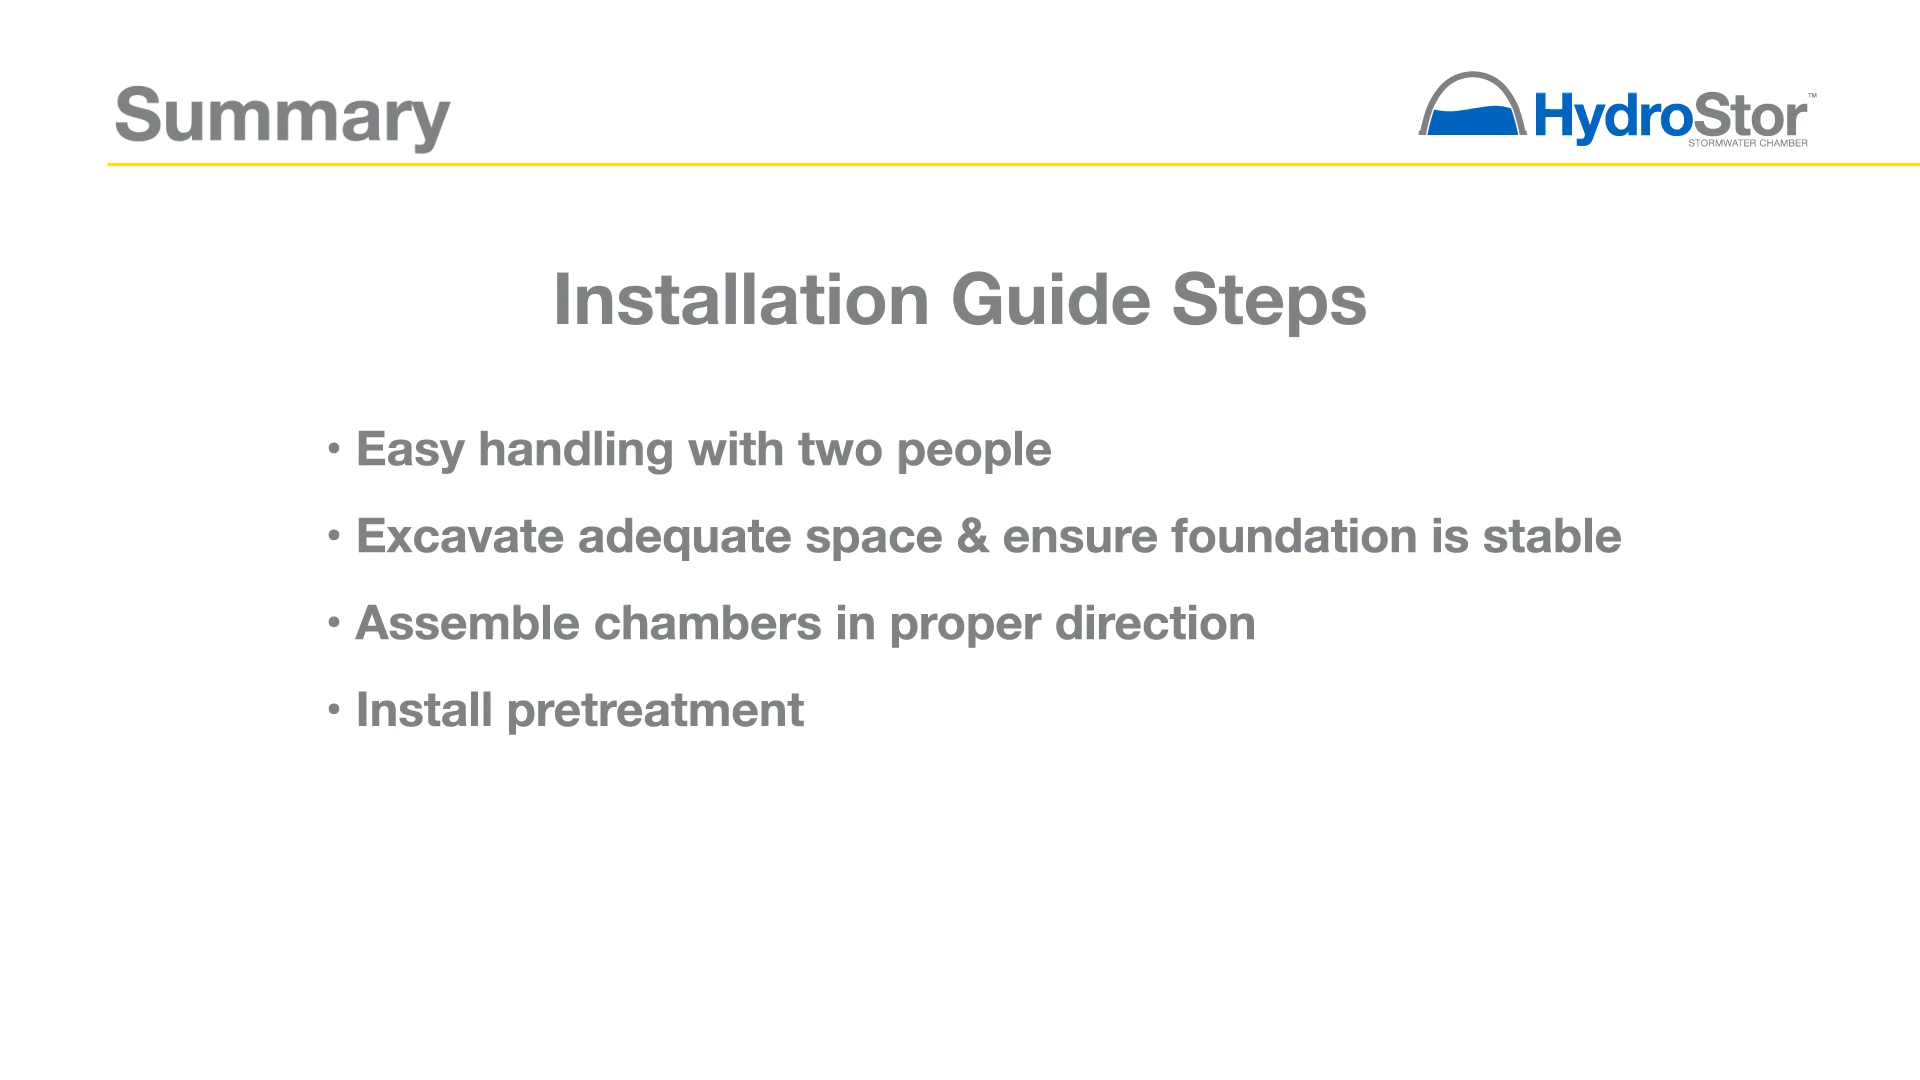 Summary
HydroStor™
STORMWATER CHAMBER
Installation Guide Steps
• Easy handling with two people
• Excavate adequate space & ensure foundation is stable
• Assemble chambers in proper direction
• Install pretreatment